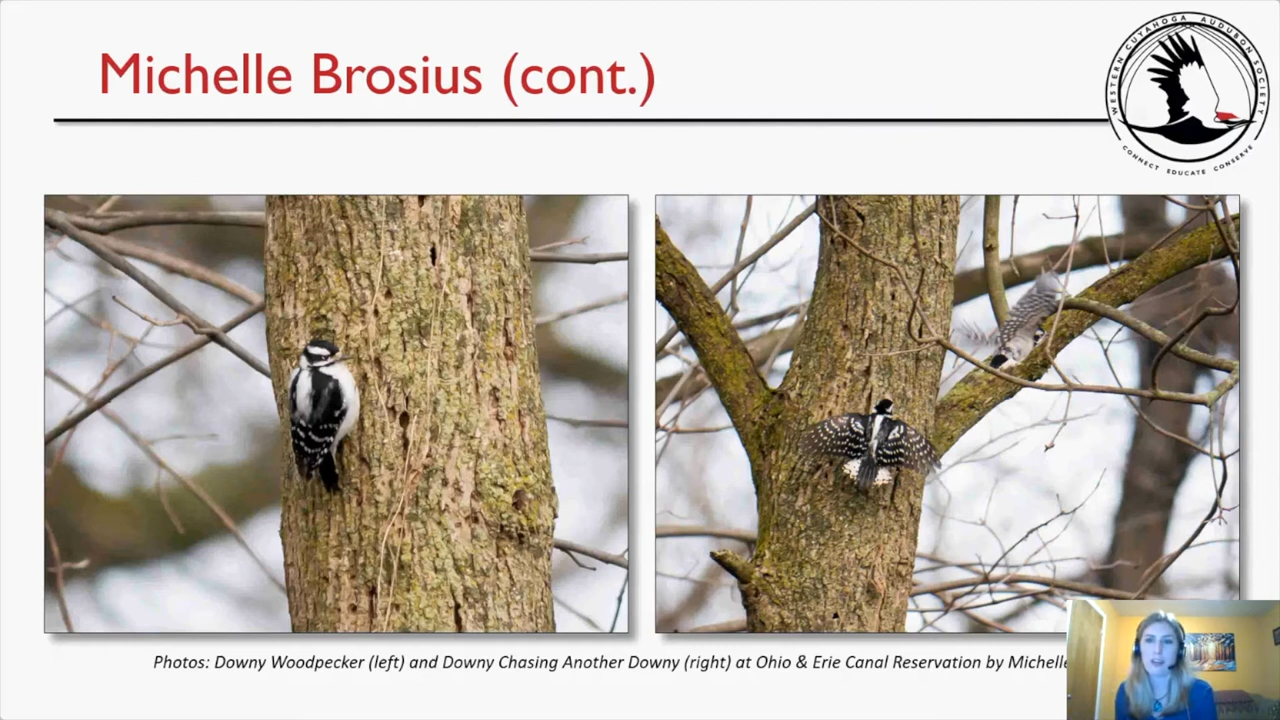 Michelle Brosius (cont.)
WESTERN CUYAHOGA AUDUBON SOCIETY
CONNECT EDUCATE CONSERVE
Photos: Downy Woodpecker (left) and Downy Chasing Another Downy (right) at Ohio & Erie Canal Reservation by Michelle